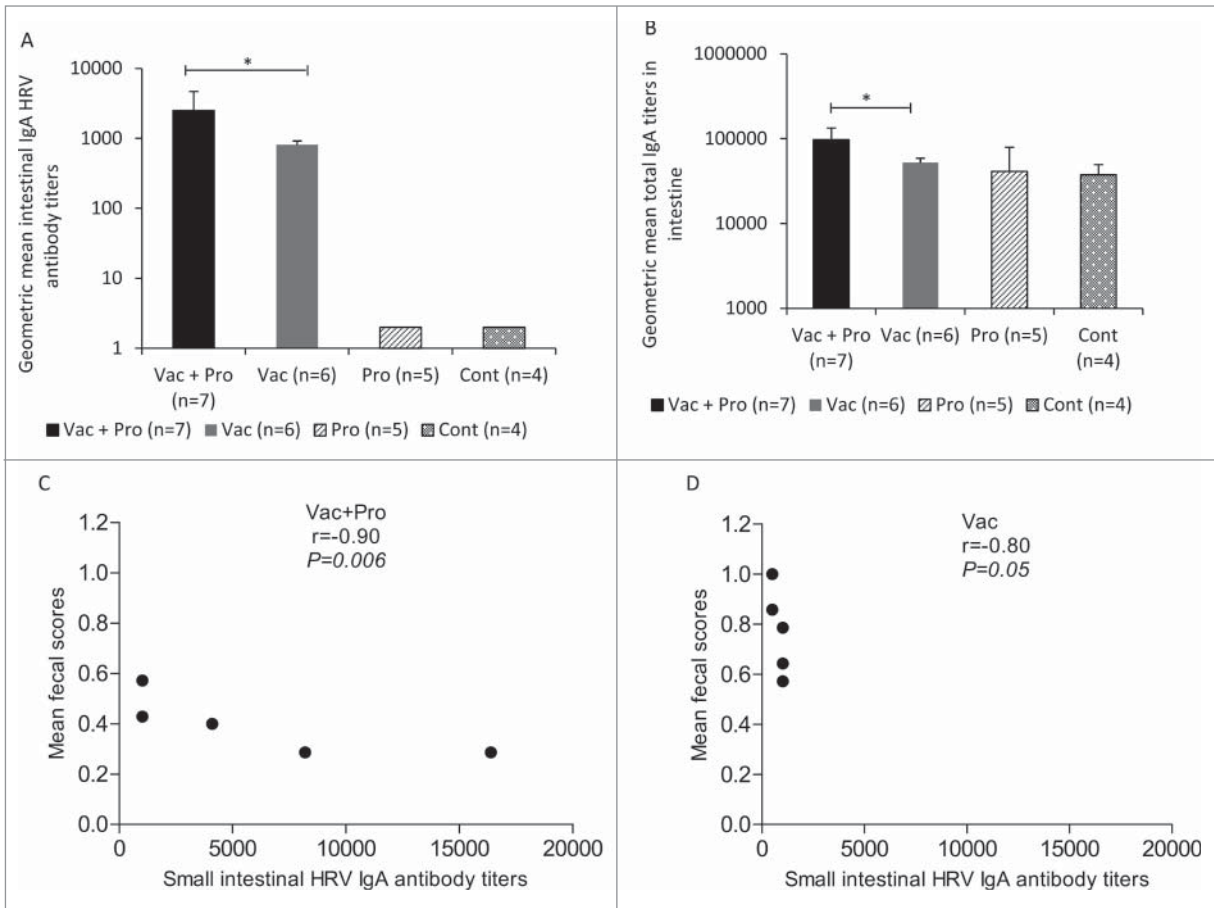 A
Geometric mean intestinal IgA HRV
antibody titers
10000
1000
100
10
1
*
Vac + Pro
(n=7)
Vac (n=6)
Pro (n=5)
Cont (n=4)
Vac + Pro (n=7) Vac (n=6) Pro (n=5) Cont (n=4)
B
Geometric mean total IgA titers in
intestine
1000000
100000
10000
1000
*
Vac + Pro
(n=7)
Vac (n=6)
Pro (n=5)
Cont
(n=4)
Vac + Pro (n=7) Vac (n=6) Pro (n=5) Cont (n=4)
C
Vac+Pro
r=-0.90
P=0.006
Mean fecal scores
1.2
1.0
0.8
0.6
0.4
0.2
0.0
0 5000 10000 15000 20000
Small intestinal HRV IgA antibody titers
D
Vac
r=-0.80
P=0.05
Mean fecal scores
1.2
1.0
0.8
0.6
0.4
0.2
0.0
0 5000 10000 15000 20000
Small intestinal HRV IgA antibody titers